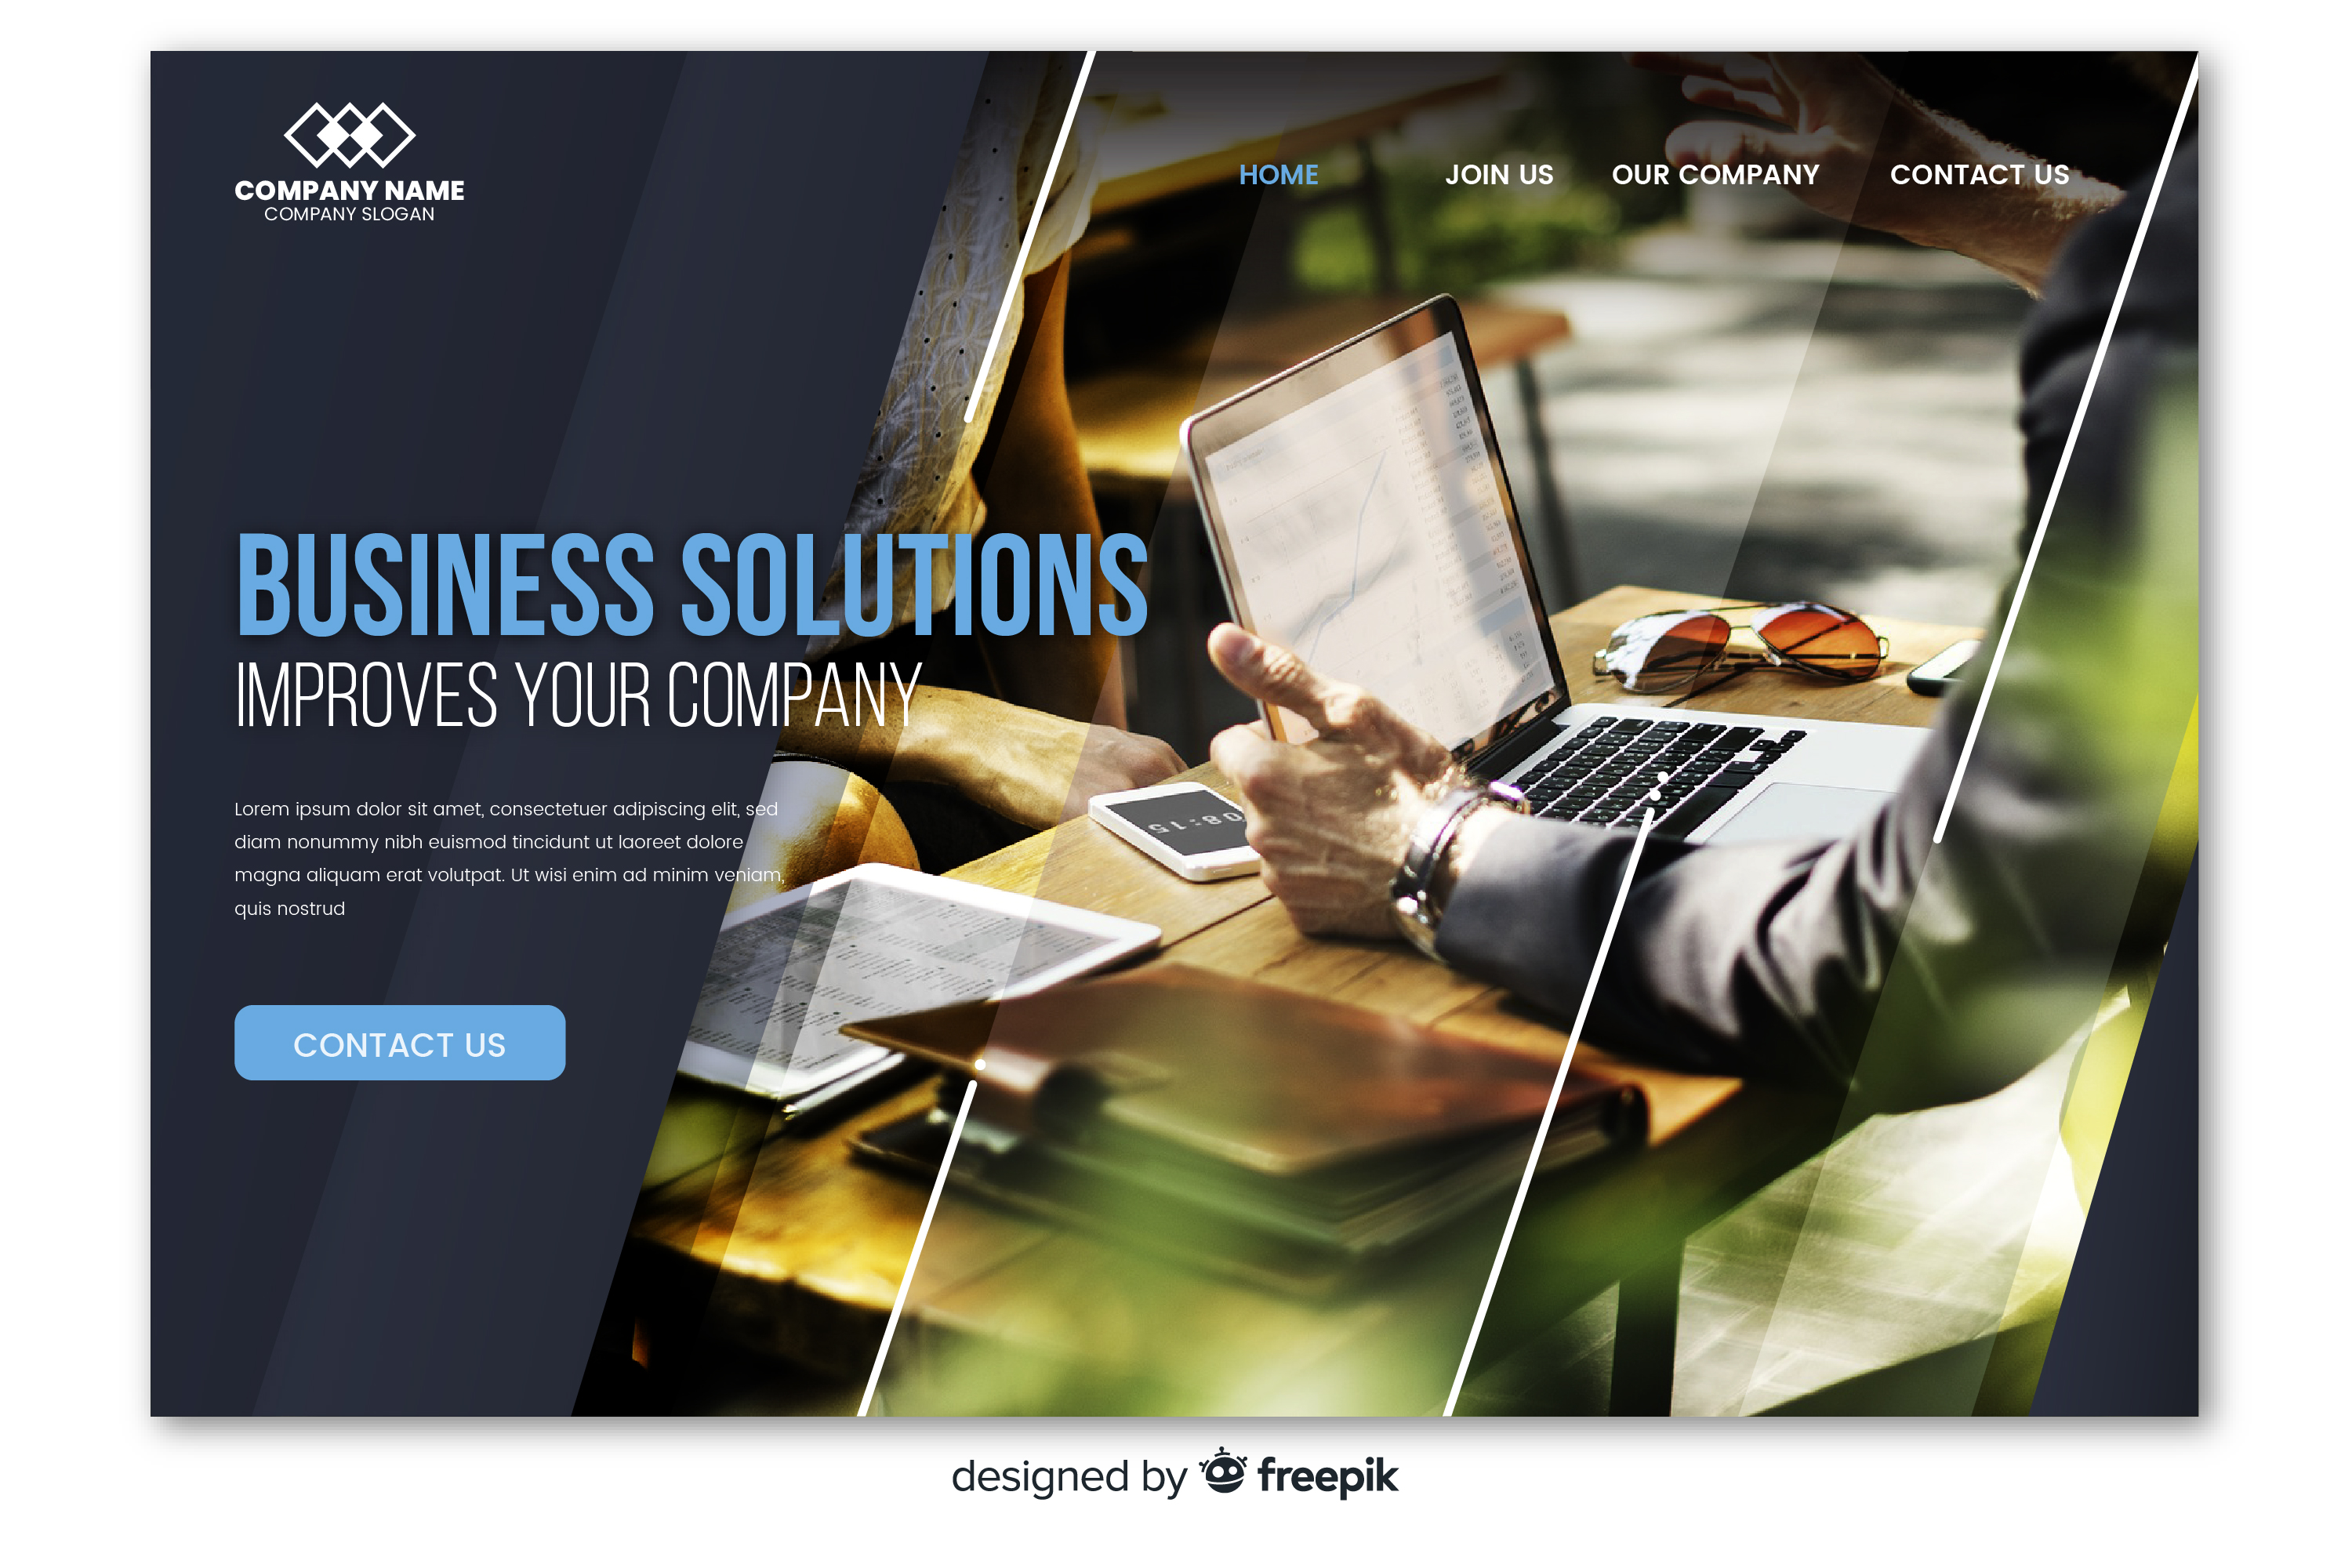 COMPANY NAME
COMPANY SLOGAN
HOME JOIN US OUR COMPANY CONTACT US
BUSINESS SOLUTIONS
IMPROVES YOUR COMPANY
Lorem ipsum dolor sit amet, consectetuer adipiscing elit, sed
diam nonummy nibh euismod tincidunt ut laoreet dolore
magna aliquam erat volutpat. Ut wisi enim ad minim veniam,
quis nostrud
CONTACT US
08:15
designed by freepik